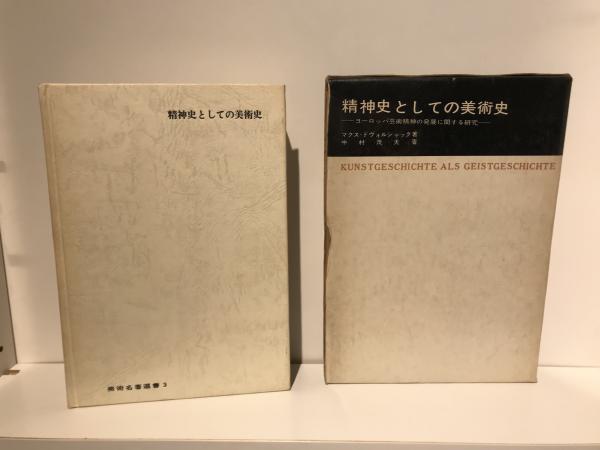 精神史としての美術史
美術名著選書 3
精神史としての美術史
──ヨーロッパ芸術精神の発展に関する研究──
マクス・ドヴォルシャック著
中村茂夫 訳
KUNSTGESCHICHTE ALS GEISTGESCHICHTE